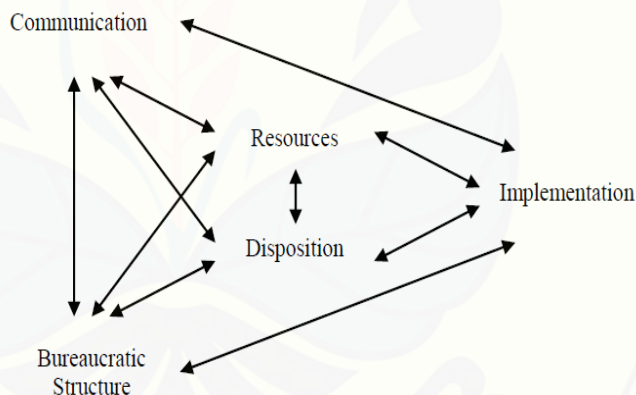 Communication
Resources
Implementation
Disposition
Bureaucratic
Structure